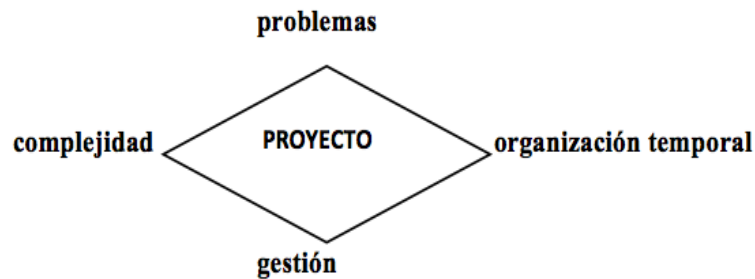 problemas
complejidad
PROYECTO
organización temporal
gestión